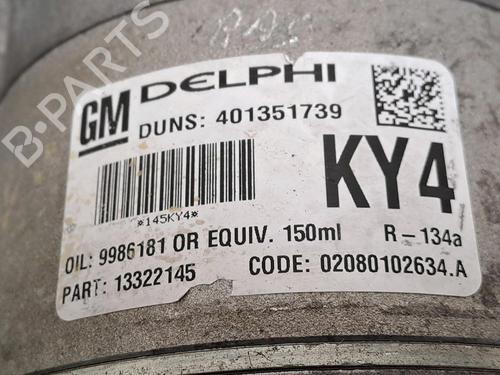 B-PARTS
GM DELPHI
DUNS: 401351739
KY4
*145KY4*
OIL: 9986181 OR EQUIV. 150ml R-134a
PART: 13322145 CODE: 02080102634.A